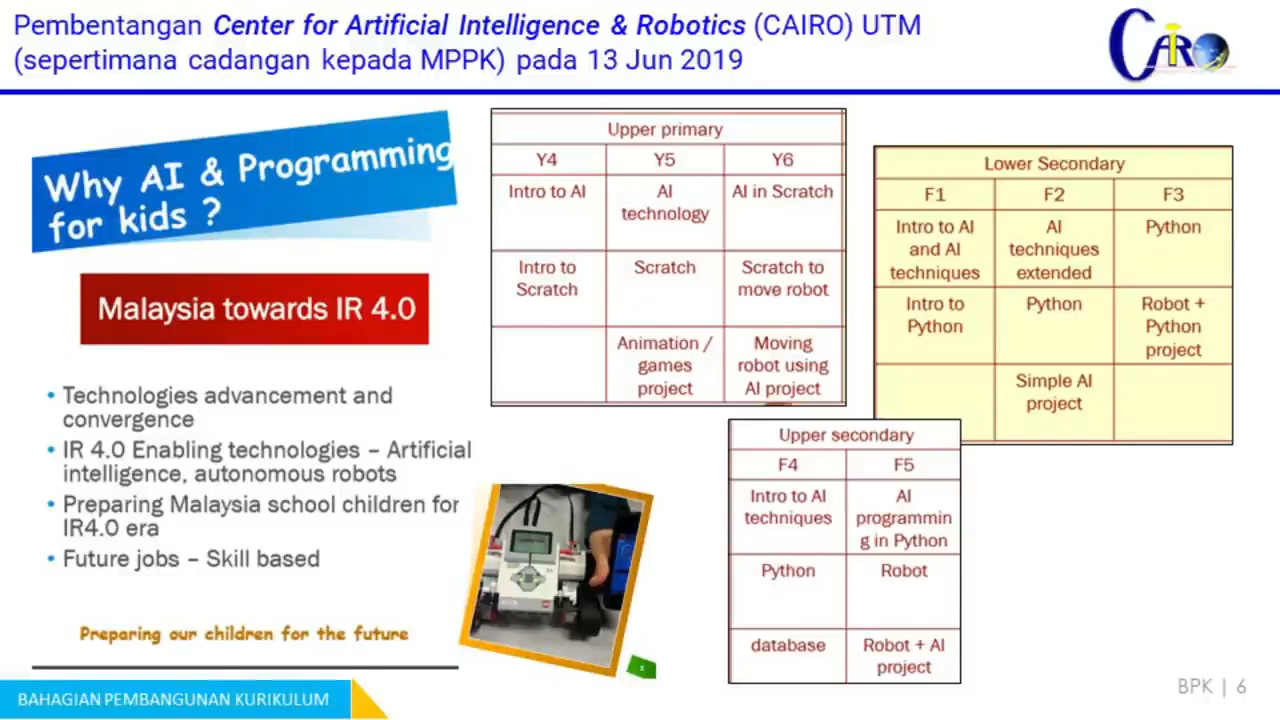 Pembentangan Center for Artificial Intelligence & Robotics (CAIRO) UTM
(sepertimana cadangan kepada MPPK) pada 13 Jun 2019
CAIRO
Why AI & Programming
for kids ?
Malaysia towards IR 4.0
• Technologies advancement and
convergence
• IR 4.0 Enabling technologies – Artificial
intelligence, autonomous robots
• Preparing Malaysia school children for
IR4.0 era
• Future jobs – Skill based
Preparing our children for the future
Upper primary
Y4 Y5 Y6
Intro to AI AI AI in Scratch
technology
Intro to Scratch Scratch to
Scratch move robot
Animation / Moving
games robot using
project AI project
Lower Secondary
F1 F2 F3
Intro to AI AI Python
and AI techniques
techniques extended
Intro to Python Robot +
Python Python
project
Simple AI
project
Upper secondary
F4 F5
Intro to AI AI
techniques programmin
g in Python
Python Robot
database Robot + AI
project
BAHAGIAN PEMBANGUNAN KURIKULUM
BPK | 6